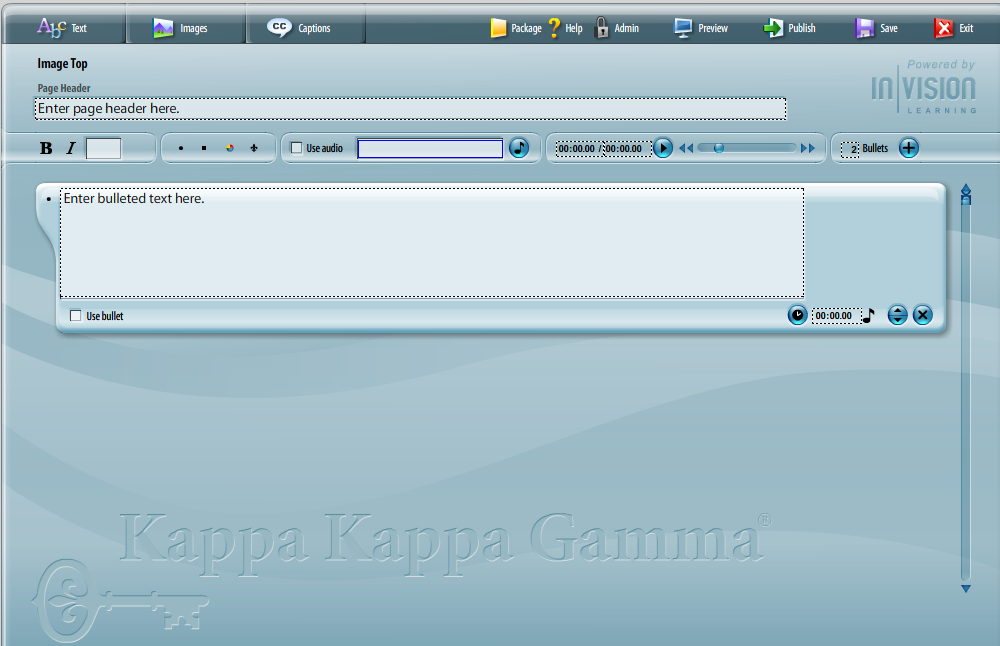 Abc Text Images CC Captions Package ? Help Admin Preview Publish Save Exit
Image Top
Powered by
Page Header
inVISION
Enter page header here.
LEARNING
B I Use audio 00:00.00 / 00:00.00 2 Bullets
• Enter bulleted text here.
Use bullet 00:00.00
Kappa Kappa Gamma®